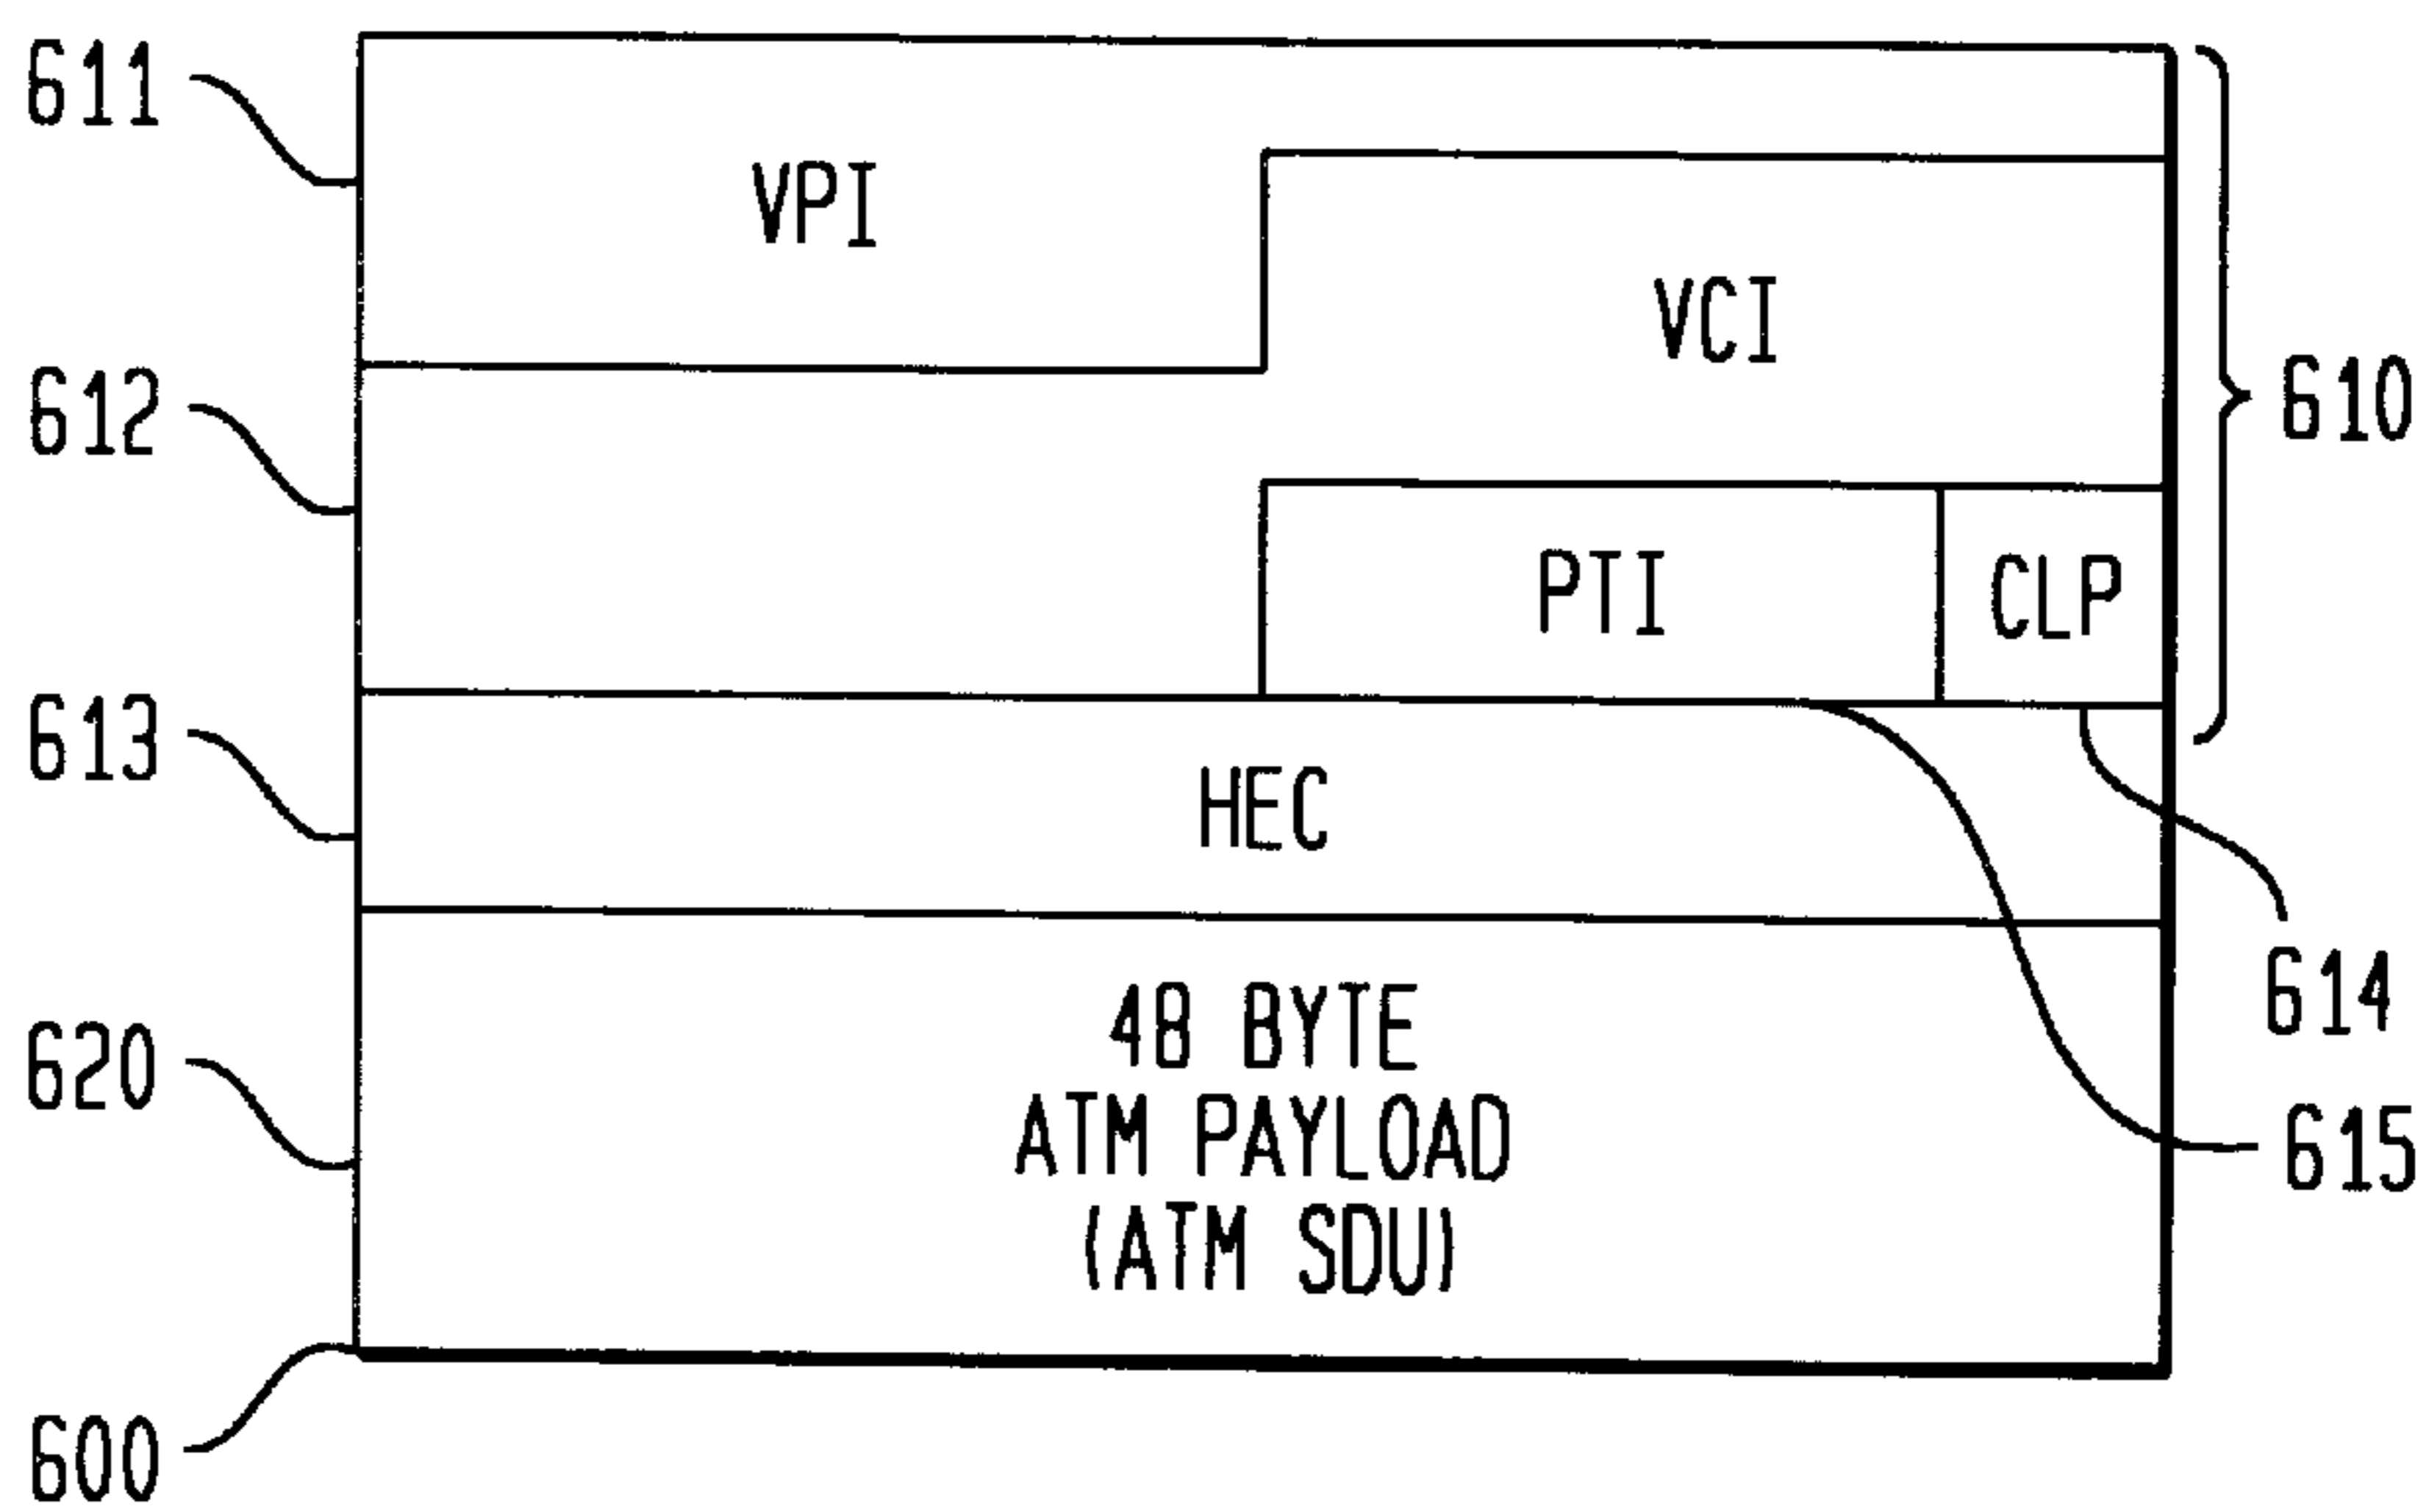 611
VPI
VCI
612
610
PTI
CLP
613
HEC
614
620
48 BYTE
ATM PAYLOAD
(ATM SDU)
615
600